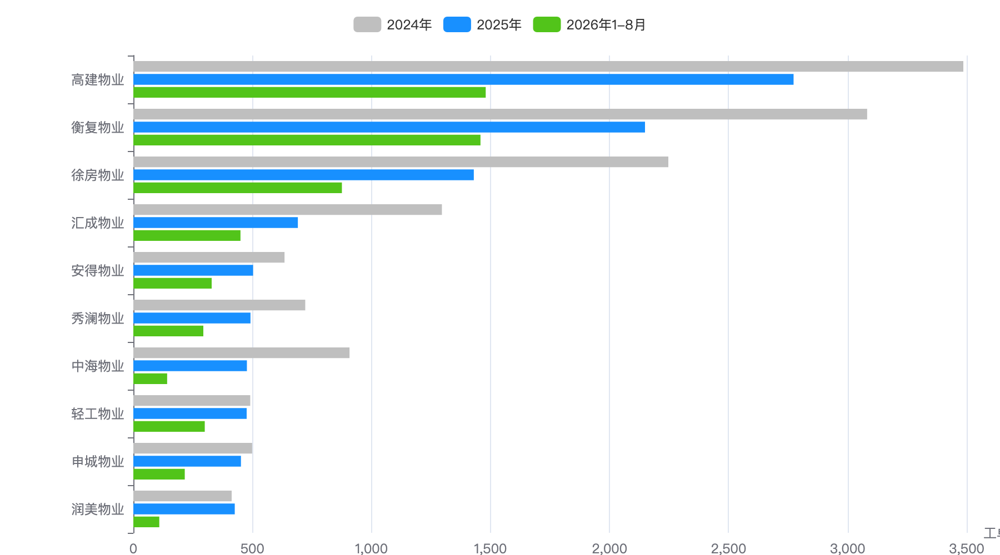 2024年 2025年 2026年1-8月
高建物业
衡复物业
徐房物业
汇成物业
安得物业
秀澜物业
中海物业
轻工物业
申城物业
润美物业
工
0 500 1,000 1,500 2,000 2,500 3,000 3,500